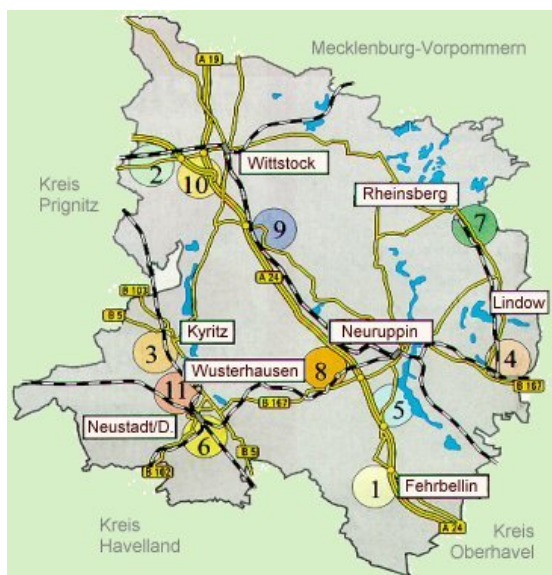 Mecklenburg-Vorpommern
A 19
2
10
Wittstock
Kreis
Prignitz
Rheinsberg
7
9
A 24
B 103
B 5
Lindow
Kyritz
Neuruppin
3
Wusterhausen
8
4
B 167
11
B 167
5
Neustadt/D.
6
B 5
B 102
1
Fehrbellin
A 24
Kreis
Havelland
Kreis
Oberhavel